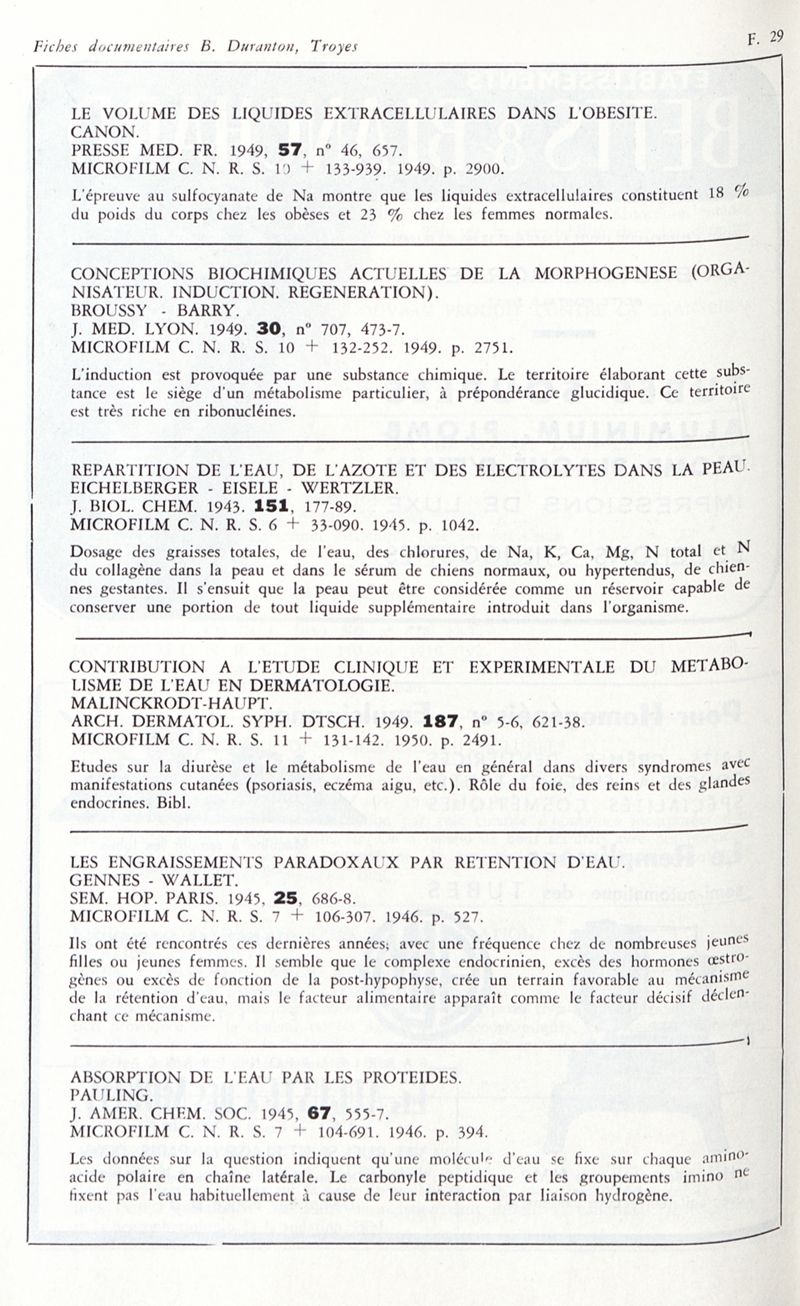 Fiches documentaires B. Duranton, Troyes
F. 29
LE VOLUME DES LIQUIDES EXTRACELLULAIRES DANS L'OBESITE.
CANON.
PRESSE MED. FR. 1949, 57, n° 46, 657.
MICROFILM C. N. R. S. 10 + 133-939. 1949. p. 2900.
L'épreuve au sulfocyanate de Na montre que les liquides extracellulaires constituent 18 %
du poids du corps chez les obèses et 23 % chez les femmes normales.
CONCEPTIONS BIOCHIMIQUES ACTUELLES DE LA MORPHOGENESE (ORGA-
NISATEUR. INDUCTION. REGENERATION).
BROUSSY - BARRY.
J. MED. LYON. 1949. 30, n° 707, 473-7.
MICROFILM C. N. R. S. 10 + 132-252. 1949. p. 2751.
L'induction est provoquée par une substance chimique. Le territoire élaborant cette subs-
tance est le siège d'un métabolisme particulier, à prépondérance glucidique. Ce territoire
est très riche en ribonucléines.
REPARTITION DE L'EAU, DE L'AZOTE ET DES ELECTROLYTES DANS LA PEAU.
EICHELBERGER - EISELE - WERTZLER.
J. BIOL. CHEM. 1943. 151, 177-89.
MICROFILM C. N. R. S. 6 + 33-090. 1945. p. 1042.
Dosage des graisses totales, de l'eau, des chlorures, de Na, K, Ca, Mg, N total et N
du collagène dans la peau et dans le sérum de chiens normaux, ou hypertendus, de chien-
nes gestantes. Il s'ensuit que la peau peut être considérée comme un réservoir capable de
conserver une portion de tout liquide supplémentaire introduit dans l'organisme.
CONTRIBUTION A L'ETUDE CLINIQUE ET EXPERIMENTALE DU METABO-
LISME DE L'EAU EN DERMATOLOGIE.
MALINCKRODT-HAUPT.
ARCH. DERMATOL. SYPH. DTSCH. 1949. 187, n° 5-6, 621-38.
MICROFILM C. N. R. S. 11 + 131-142. 1950. p. 2491.
Etudes sur la diurèse et le métabolisme de l'eau en général dans divers syndromes avec
manifestations cutanées (psoriasis, eczéma aigu, etc.). Rôle du foie, des reins et des glandes
endocrines. Bibl.
LES ENGRAISSEMENTS PARADOXAUX PAR RETENTION D'EAU.
GENNES - WALLET.
SEM. HOP. PARIS. 1945, 25, 686-8.
MICROFILM C. N. R. S. 7 + 106-307. 1946. p. 527.
Ils ont été rencontrés ces dernières années; avec une fréquence chez de nombreuses jeunes
filles ou jeunes femmes. Il semble que le complexe endocrinien, excès des hormones œstro-
gènes ou excès de fonction de la post-hypophyse, crée un terrain favorable au mécanisme
de la rétention d'eau, mais le facteur alimentaire apparaît comme le facteur décisif déclen-
chant ce mécanisme.
ABSORPTION DE L'EAU PAR LES PROTEIDES.
PAULING.
J. AMER. CHEM. SOC. 1945, 67, 555-7.
MICROFILM C. N. R. S. 7 + 104-691. 1946. p. 394.
Les données sur la question indiquent qu'une molécule d'eau se fixe sur chaque amino-
acide polaire en chaîne latérale. Le carbonyle peptidique et les groupements imino ne
fixent pas l'eau habituellement à cause de leur interaction par liaison hydrogène.